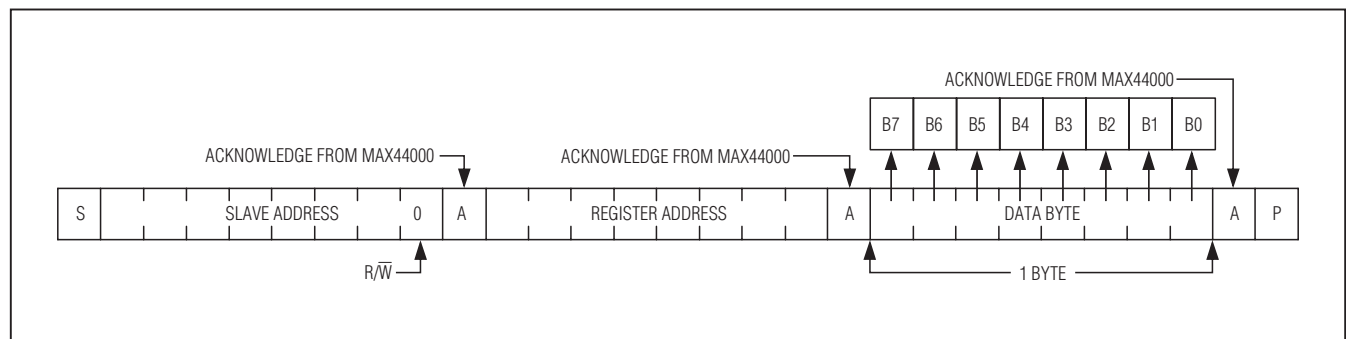 ACKNOWLEDGE FROM MAX44000
B7 B6 B5 B4 B3 B2 B1 B0
ACKNOWLEDGE FROM MAX44000 ACKNOWLEDGE FROM MAX44000
S SLAVE ADDRESS 0 A REGISTER ADDRESS A DATA BYTE A P
R/W̅ 1 BYTE